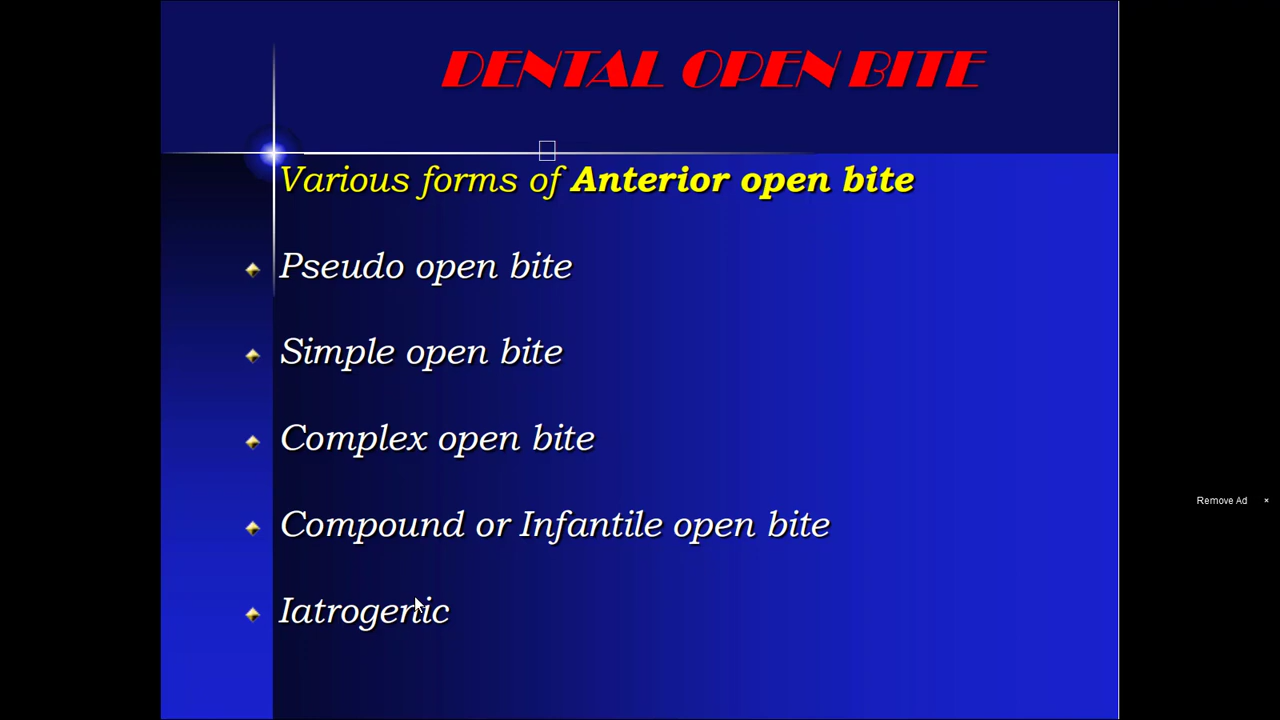 DENTAL OPEN BITE
Various forms of Anterior open bite
Pseudo open bite
Simple open bite
Complex open bite
Compound or Infantile open bite
Iatrogenic
Remove Ad ×